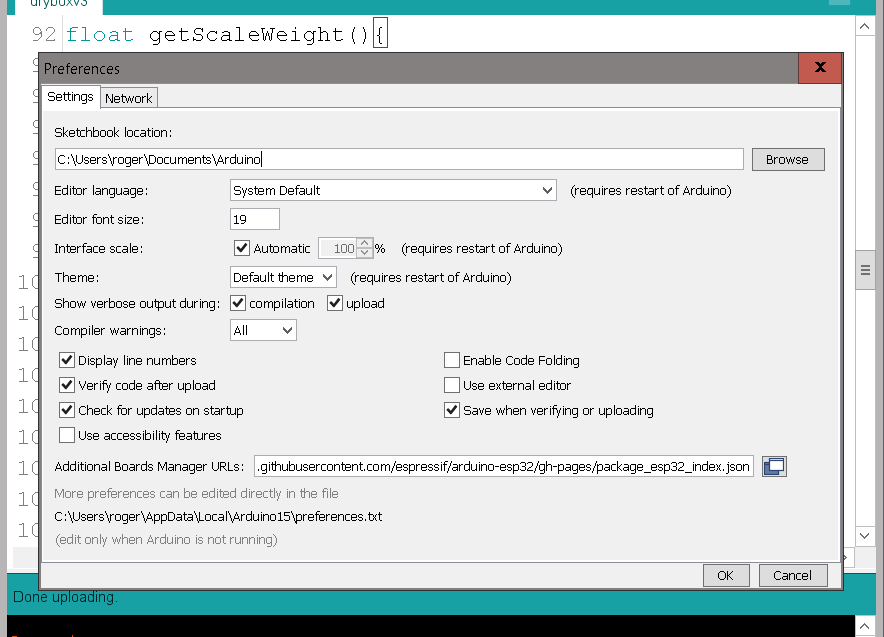 dryboxv3
92 float getScaleWeight(){
Preferences x
Settings Network
Sketchbook location:
C:\Users\roger\Documents\Arduino Browse
Editor language: System Default (requires restart of Arduino)
Editor font size: 19
Interface scale: Automatic 100 % (requires restart of Arduino)
Theme: Default theme (requires restart of Arduino)
Show verbose output during: compilation upload
Compiler warnings: All
Display line numbers Enable Code Folding
Verify code after upload Use external editor
Check for updates on startup Save when verifying or uploading
Use accessibility features
Additional Boards Manager URLs: .githubusercontent.com/espressif/arduino-esp32/gh-pages/package_esp32_index.json
More preferences can be edited directly in the file
C:\Users\roger\AppData\Local\Arduino15\preferences.txt
(edit only when Arduino is not running)
OK Cancel
Done uploading.